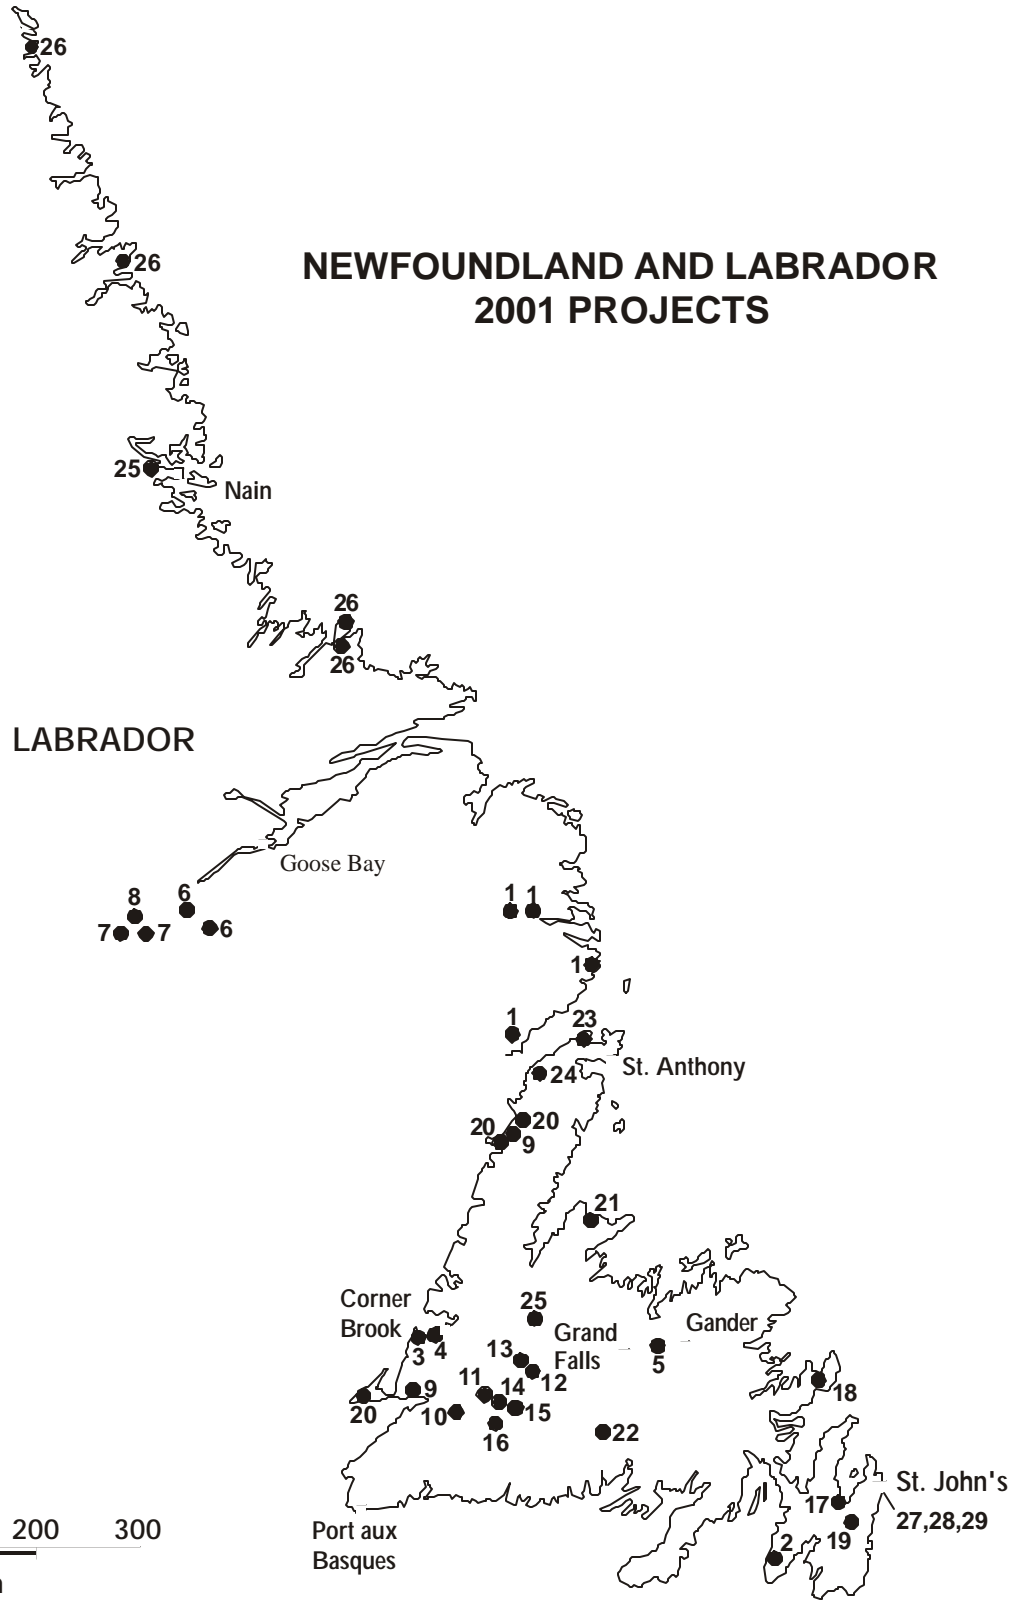 26
26
NEWFOUNDLAND AND LABRADOR
2001 PROJECTS
25
Nain
26
26
LABRADOR
Goose Bay
8
6
7
7
6
1
1
1
1
23
St. Anthony
24
20
20
9
21
Corner
Brook
25
Grand
Falls
Gander
3
4
13
12
5
11
9
14
18
20
10
15
16
22
St. John's
27,28,29
17
19
2
Port aux
Basques
200
300